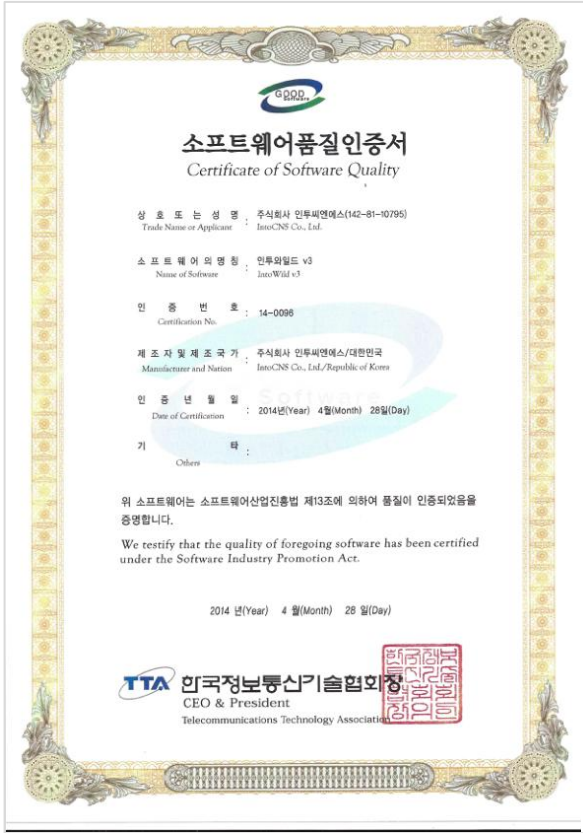 GOOD
Software
소프트웨어품질인증서
Certificate of Software Quality
상 호 또 는 성 명 : 주식회사 인투씨엔에스(142-81-10795)
Trade Name or Applicant IntoCNS Co., Ltd.
소 프 트 웨 어 의 명 칭 : 인투와일드 v3
Name of Software IntoWild v3
인 증 번 호 : 14-0096
Certification No.
제 조 자 및 제 조 국 가 : 주식회사 인투씨엔에스/대한민국
Manufacturer and Nation IntoCNS Co., Ltd./Republic of Korea
Software
인 증 년 월 일 : 2014년(Year) 4월(Month) 28일(Day)
Date of Certification
기 타 :
Others
위 소프트웨어는 소프트웨어산업진흥법 제13조에 의하여 품질이 인증되었음을
증명합니다.
We testify that the quality of foregoing software has been certified
under the Software Industry Promotion Act.
2014 년(Year) 4 월(Month) 28 일(Day)
TTA 한국정보통신기술협회장
CEO & President
Telecommunications Technology Association